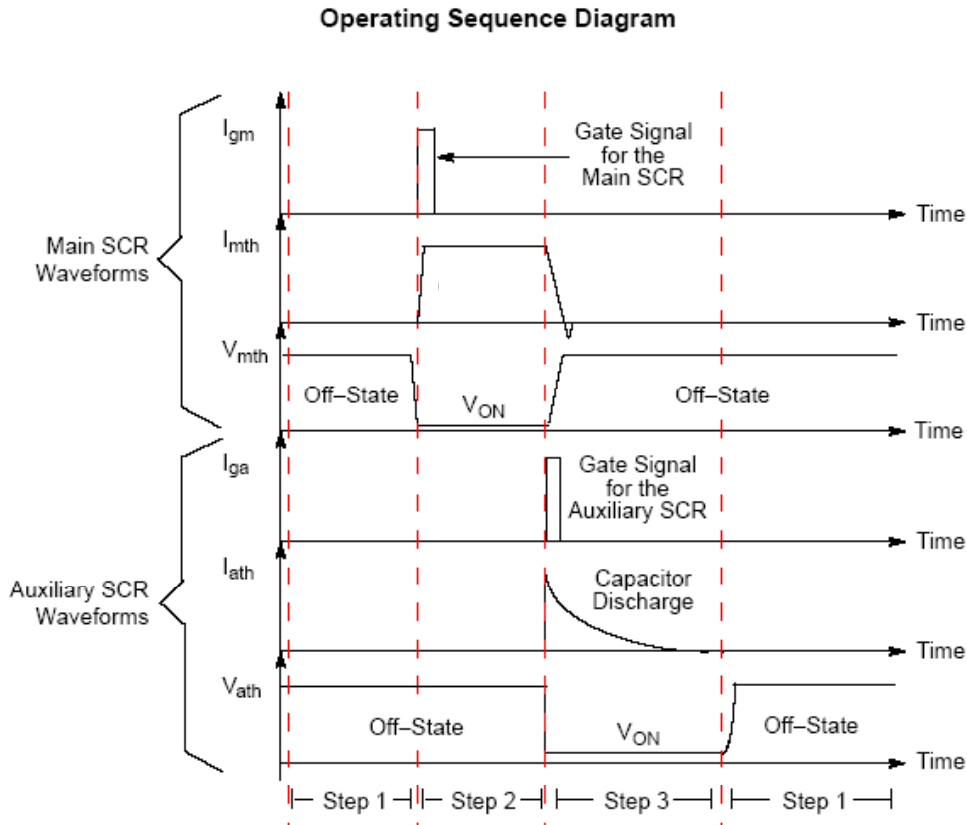 Operating Sequence Diagram
Main SCR
Waveforms
Igm
Gate Signal
for the
Main SCR
Time
Imth
Time
Vmth
Off–State
VON
Off–State
Time
Auxiliary SCR
Waveforms
Iga
Gate Signal
for the
Auxiliary SCR
Time
Iath
Capacitor
Discharge
Time
Vath
Off–State
VON
Off–State
Time
Step 1
Step 2
Step 3
Step 1